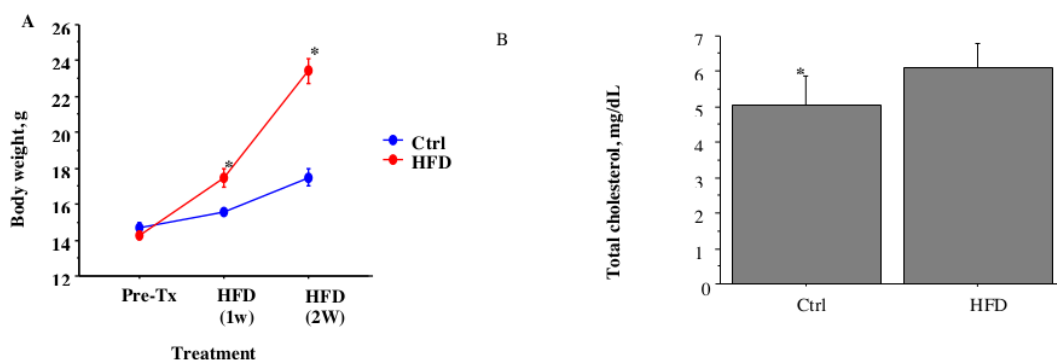 A
Body weight, g
26
24
22
20
18
16
14
12
*
*
Pre-Tx
HFD
(1w)
HFD
(2W)
Treatment
Ctrl
HFD
B
Total cholesterol, mg/dL
7
6
5
4
3
2
1
0
*
Ctrl
HFD